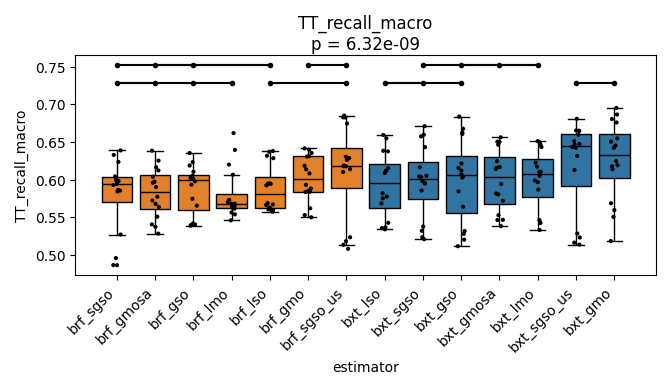 TT_recall_macro
p = 6.32e-09
TT_recall_macro
0.75
0.70
0.65
0.60
0.55
0.50
brf_sgso
brf_gmosa
brf_gso
brf_lmo
brf_lso
brf_gmo
brf_sgso_us
bxt_lso
bxt_sgso
bxt_gso
bxt_gmosa
bxt_lmo
bxt_sgso_us
bxt_gmo
estimator